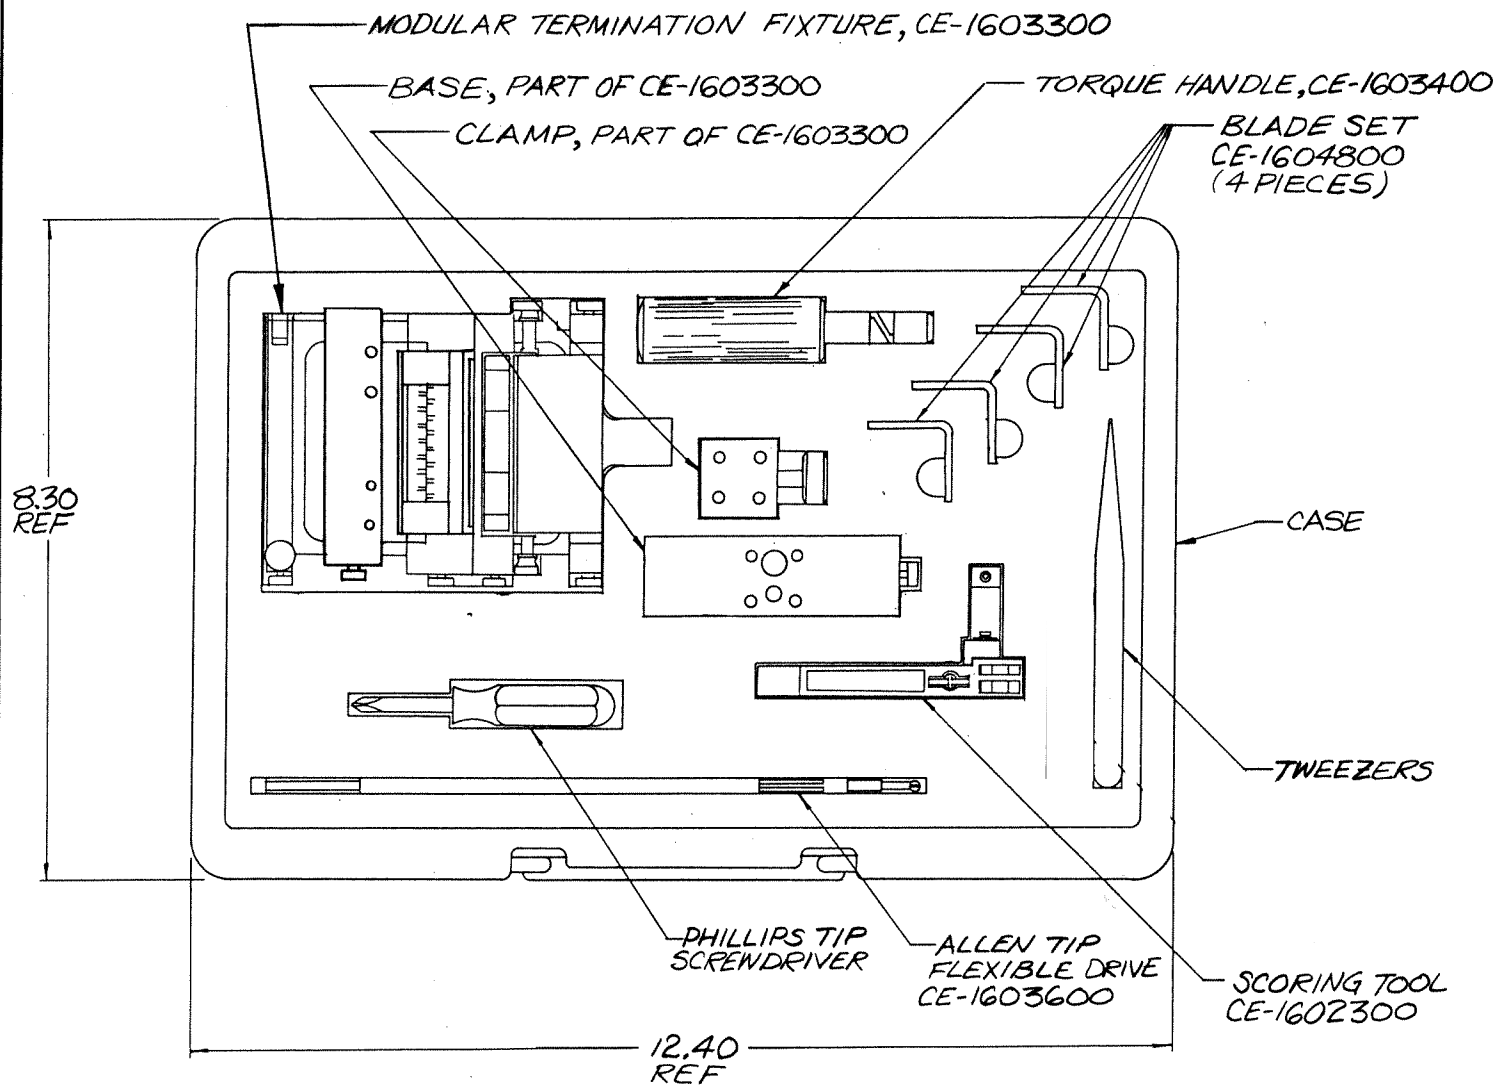 MODULAR TERMINATION FIXTURE, CE-1603300
BASE, PART OF CE-1603300
TORQUE HANDLE, CE-1603400
CLAMP, PART OF CE-1603300
BLADE SET
CE-1604800
(4 PIECES)
8.30
REF
CASE
TWEEZERS
PHILLIPS TIP
SCREWDRIVER
ALLEN TIP
FLEXIBLE DRIVE
CE-1603600
SCORING TOOL
CE-1602300
12.40
REF